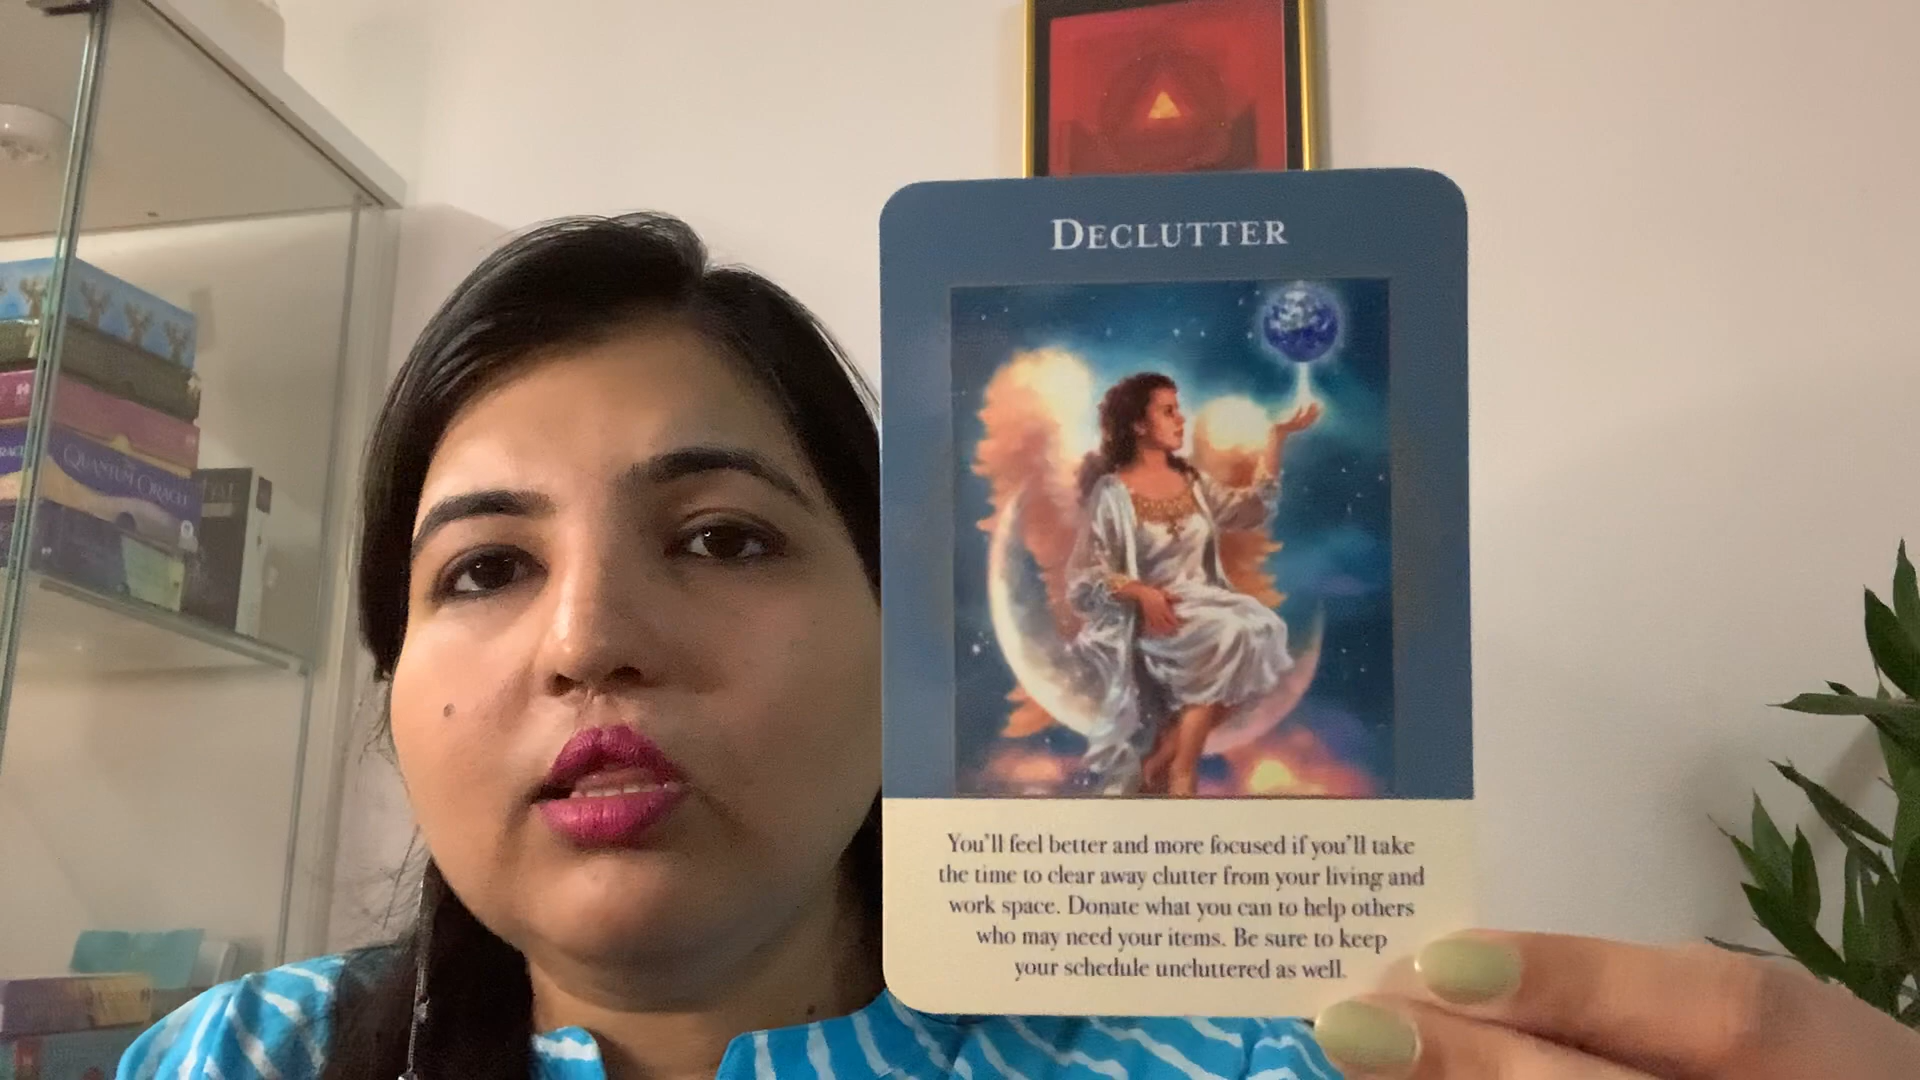 DECLUTTER
You'll feel better and more focused if you'll take
the time to clear away clutter from your living and
work space. Donate what you can to help others
who may need your items. Be sure to keep
your schedule uncluttered as well.
QUANTUM ORACLE